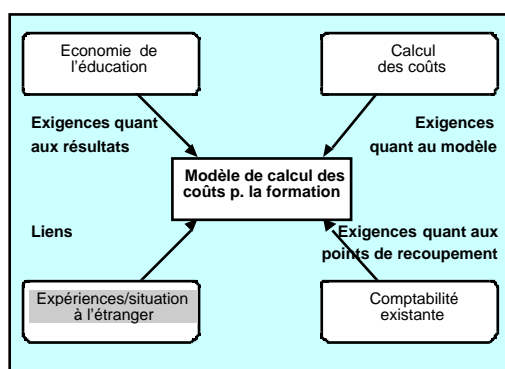 Economie de
l'éducation
Calcul
des coûts
Exigences quant
aux résultats
Exigences
quant au modèle
Modèle de calcul des
coûts p. la formation
Liens
Exigences quant aux
points de recoupement
Expériences/situation
à l'étranger
Comptabilité
existante